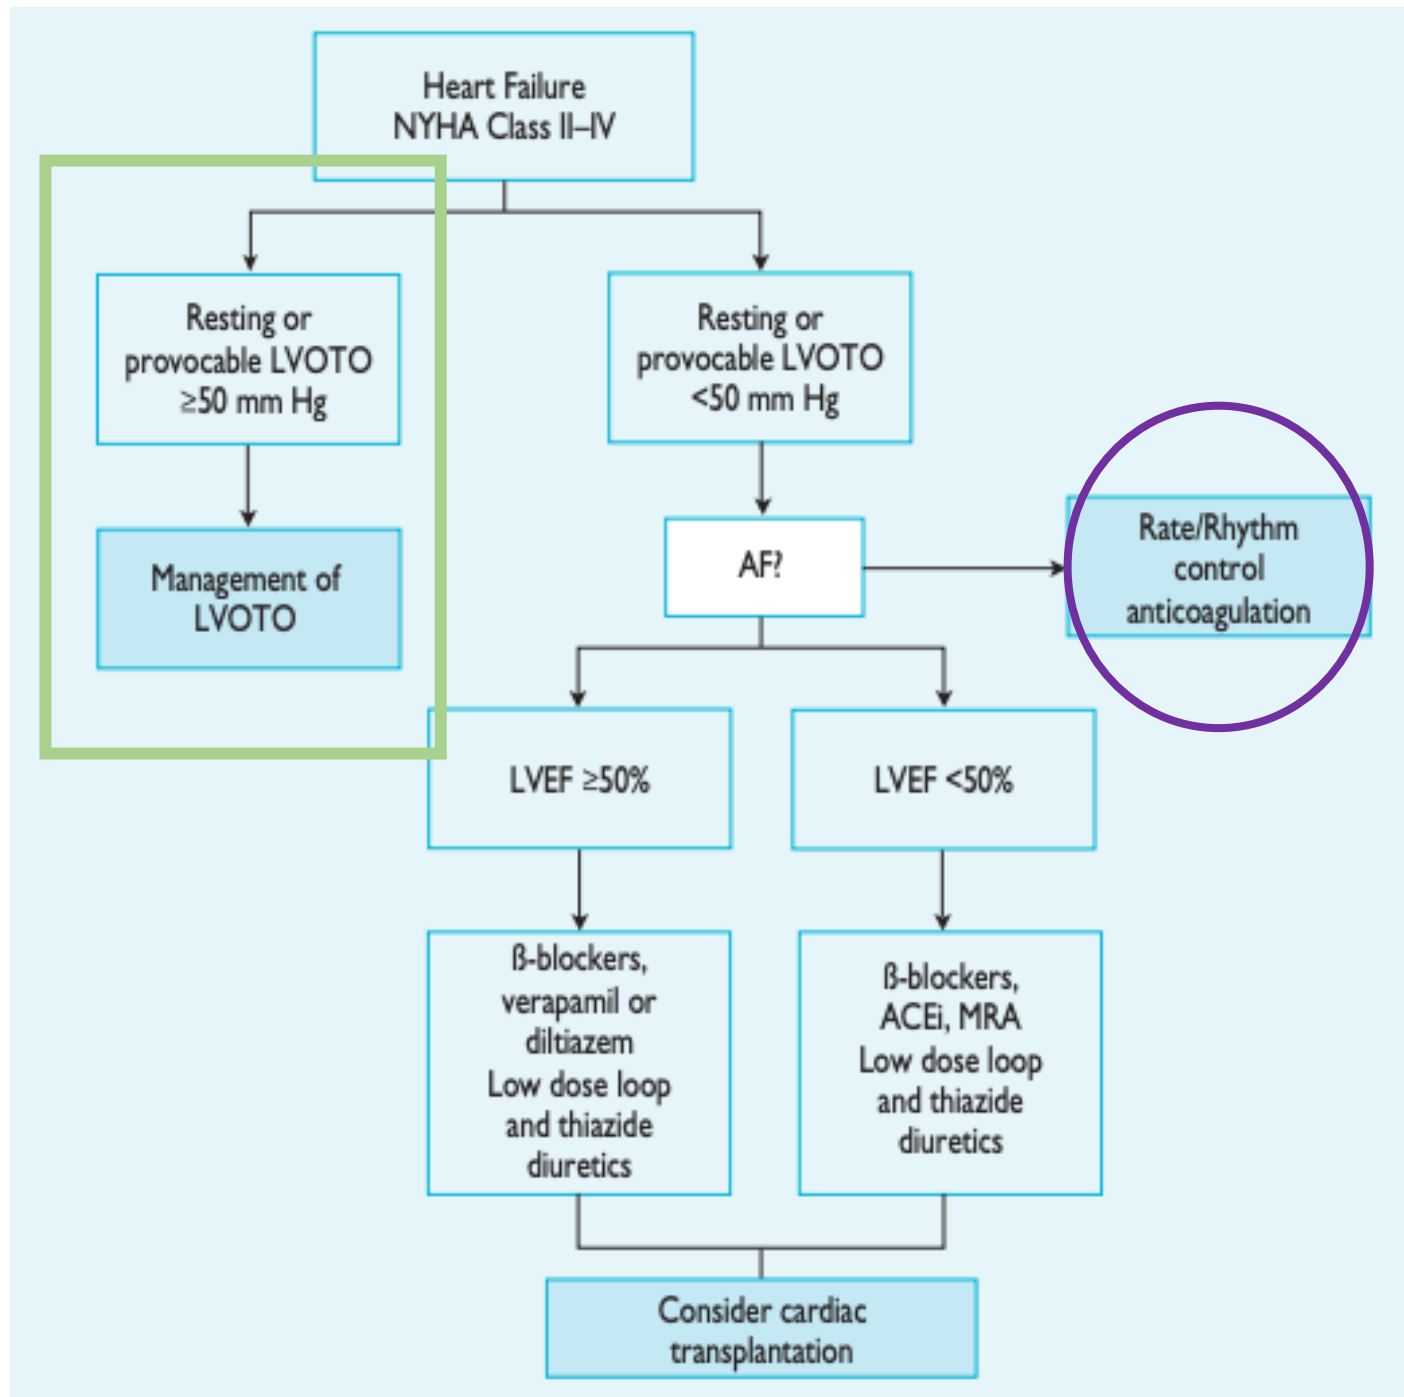 Heart Failure
NYHA Class II–IV
Resting or
provocable LVOTO
≥50 mm Hg
Resting or
provocable LVOTO
<50 mm Hg
Management of
LVOTO
AF?
Rate/Rhythm
control
anticoagulation
LVEF ≥50%
LVEF <50%
ß-blockers,
verapamil or
diltiazem
Low dose loop
and thiazide
diuretics
ß-blockers,
ACEi, MRA
Low dose loop
and thiazide
diuretics
Consider cardiac
transplantation